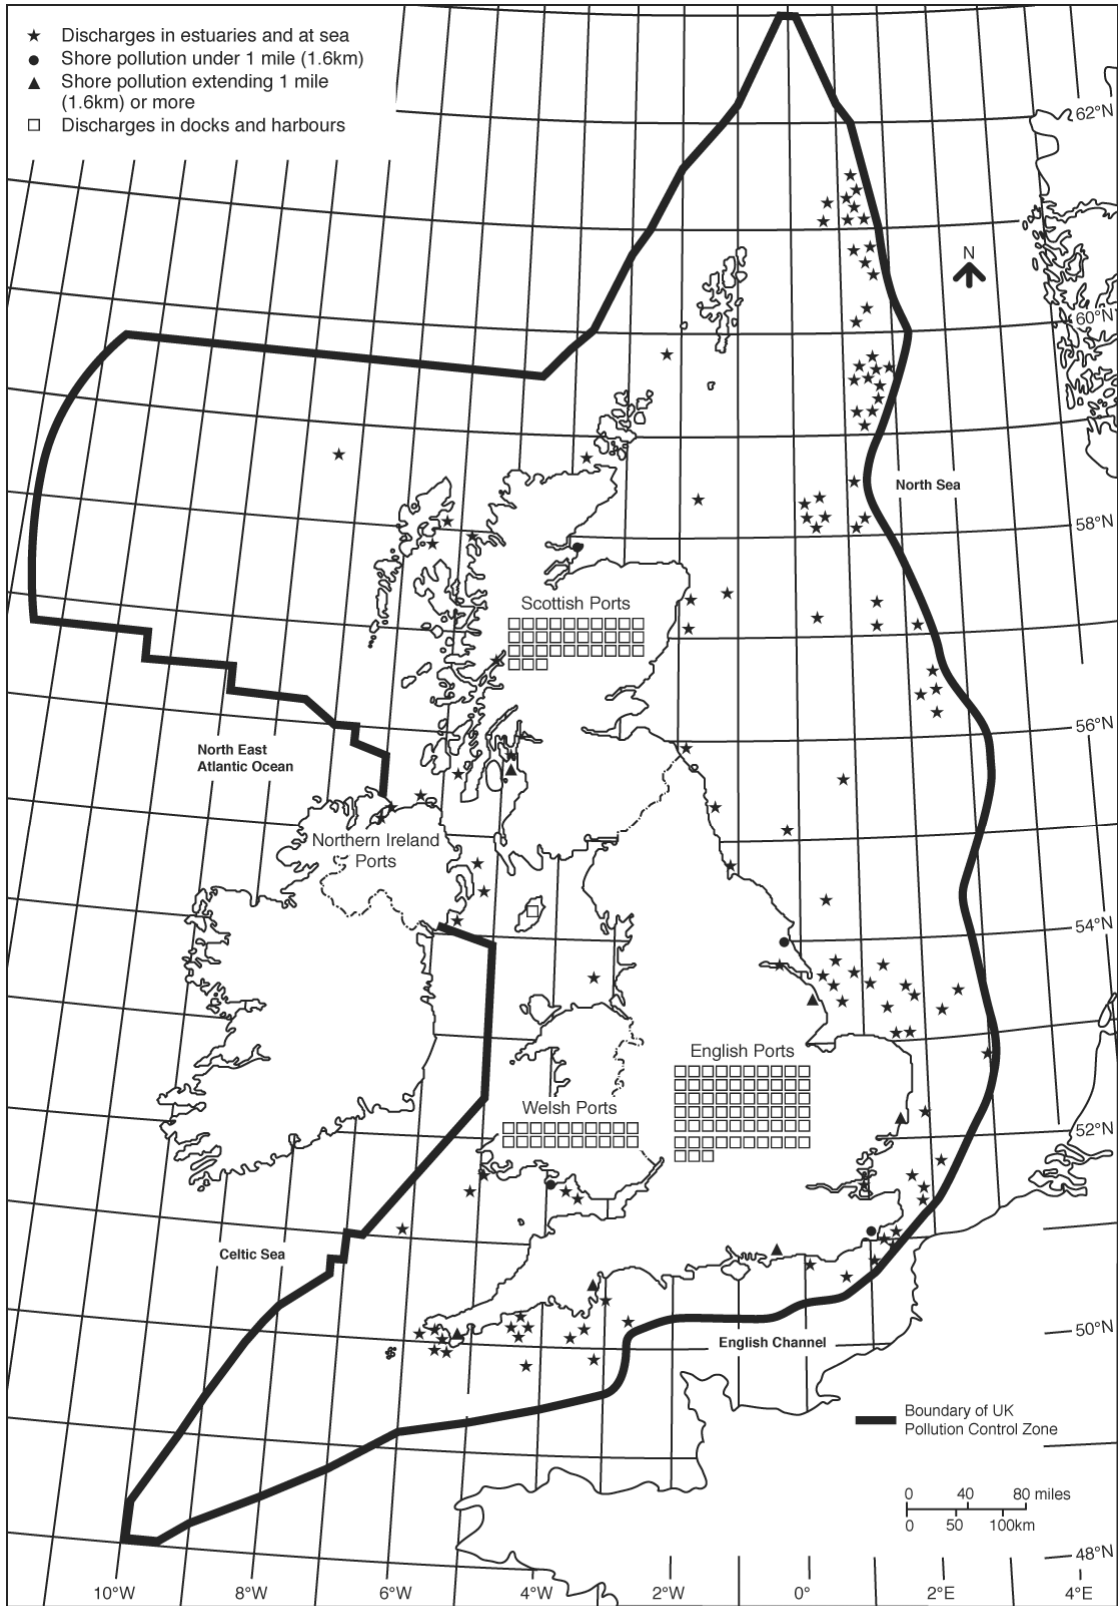 Discharges in estuaries and at sea
Shore pollution under 1 mile (1.6km)
Shore pollution extending 1 mile
(1.6km) or more
Discharges in docks and harbours
62°N
N
60°N
North Sea
58°N
Scottish Ports
56°N
North East
Atlantic Ocean
Northern Ireland
Ports
54°N
English Ports
Welsh Ports
52°N
Celtic Sea
50°N
English Channel
Boundary of UK
Pollution Control Zone
0 40 80 miles
0 50 100km
48°N
10°W 8°W 6°W 4°W 2°W 0° 2°E 4°E